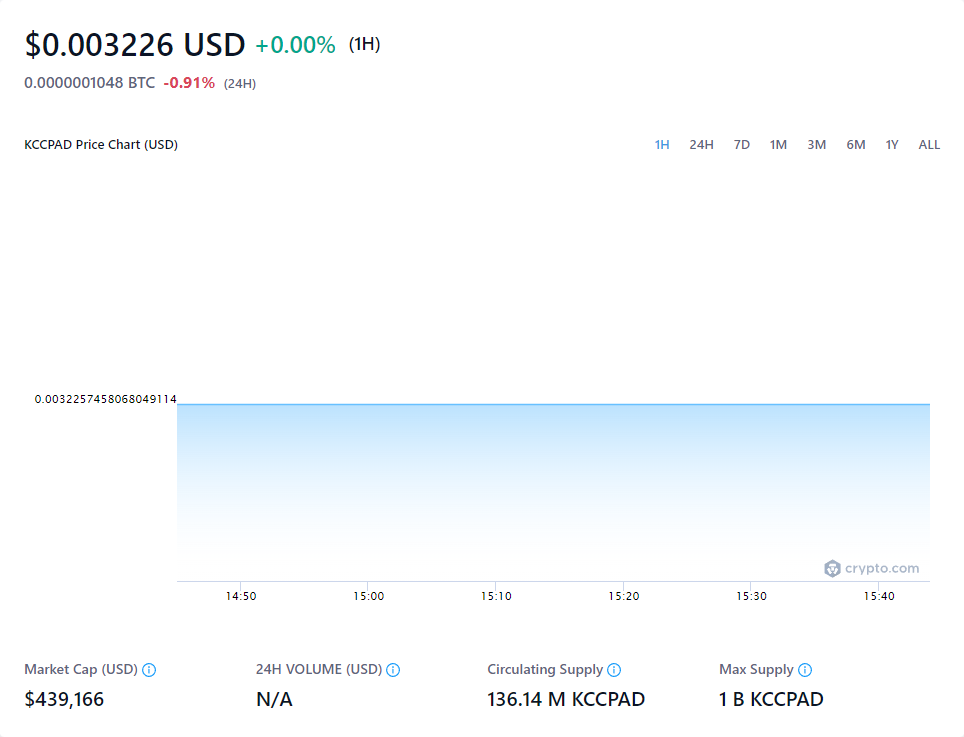 $0.003226 USD +0.00% (1H)
0.0000001048 BTC -0.91% (24H)
KCCPAD Price Chart (USD) 1H 24H 7D 1M 3M 6M 1Y ALL
0.0032257458068049114
crypto.com
14:50 15:00 15:10 15:20 15:30 15:40
Market Cap (USD) 24H VOLUME (USD) Circulating Supply Max Supply
$439,166 N/A 136.14 M KCCPAD 1 B KCCPAD